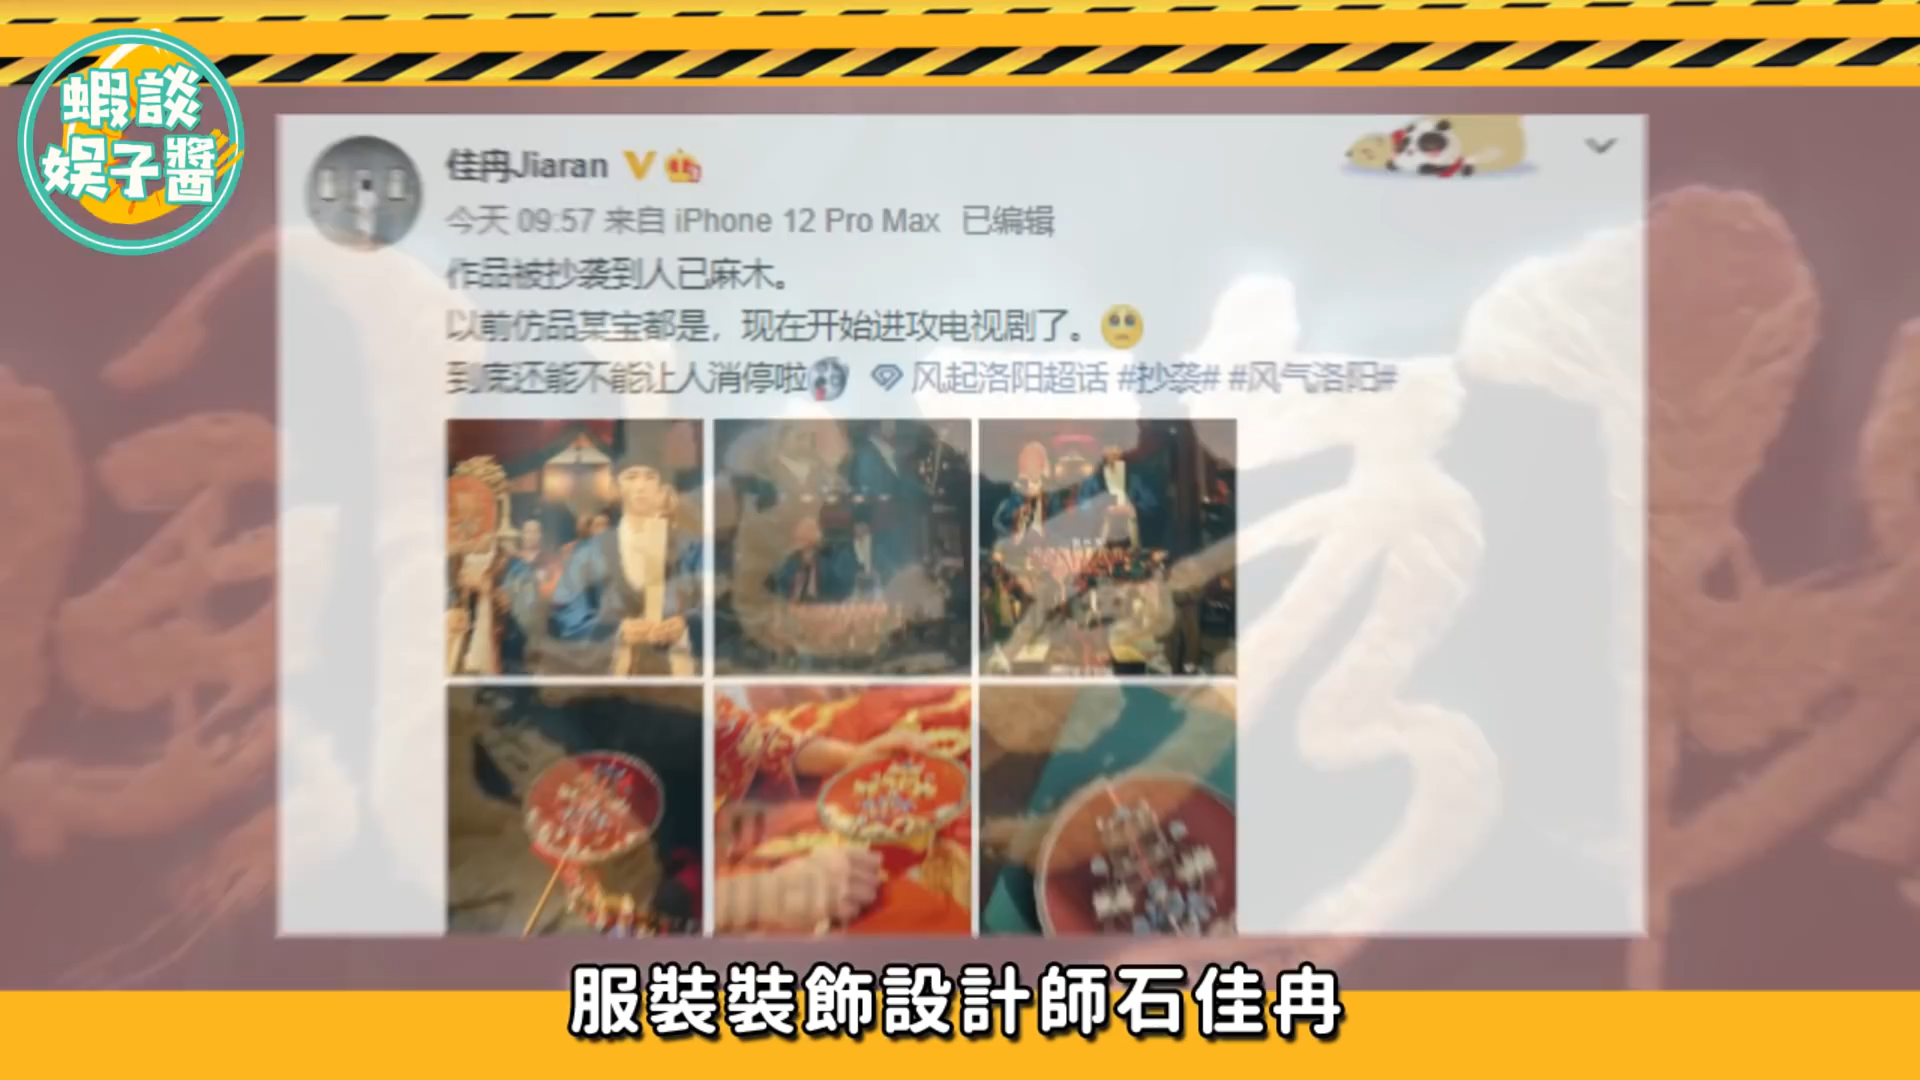 蝦談
娱子醬
佳冉Jiaran
今天 09:57 来自 iPhone 12 Pro Max 已编辑
作品被抄袭到人已麻木。
以前仿品某宝都是，现在开始进攻电视剧了。
到底还能不能让人消停啦 风起洛阳超话 #抄袭# #风气洛阳#
服裝裝飾設計師石佳冉